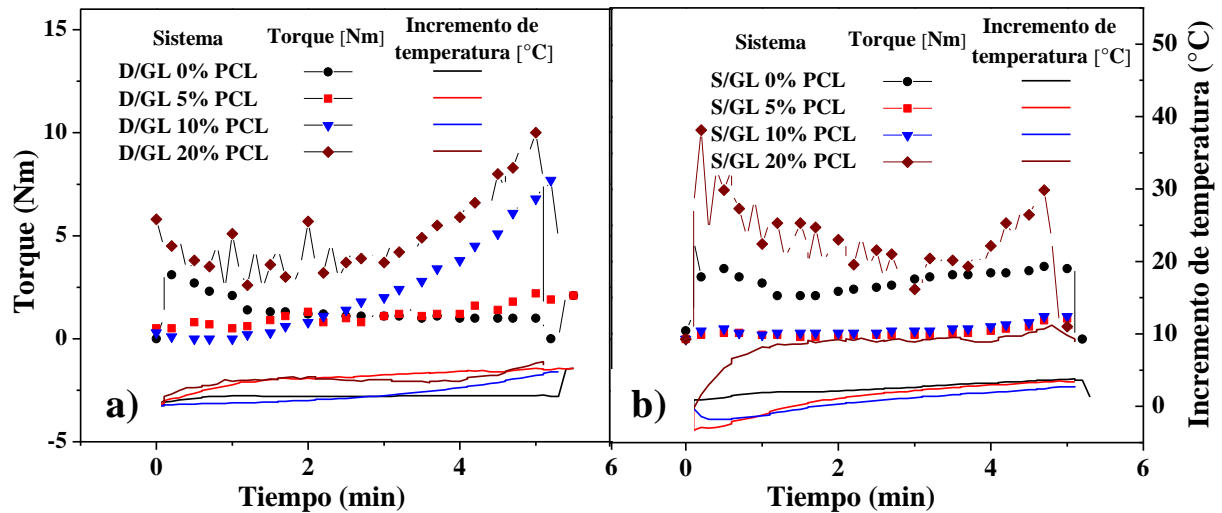 Sistema Torque [Nm] Incremento de temperatura [°C]
D/GL 0% PCL
D/GL 5% PCL
D/GL 10% PCL
D/GL 20% PCL
Torque (Nm)
15
10
5
0
-5
a)
0 2 4 6
Tiempo (min)
Sistema Torque [Nm] Incremento de temperatura [°C]
S/GL 0% PCL
S/GL 5% PCL
S/GL 10% PCL
S/GL 20% PCL
b)
0 2 4 6
Tiempo (min)
50
40
30
20
10
0
Incremento de temperatura (°C)